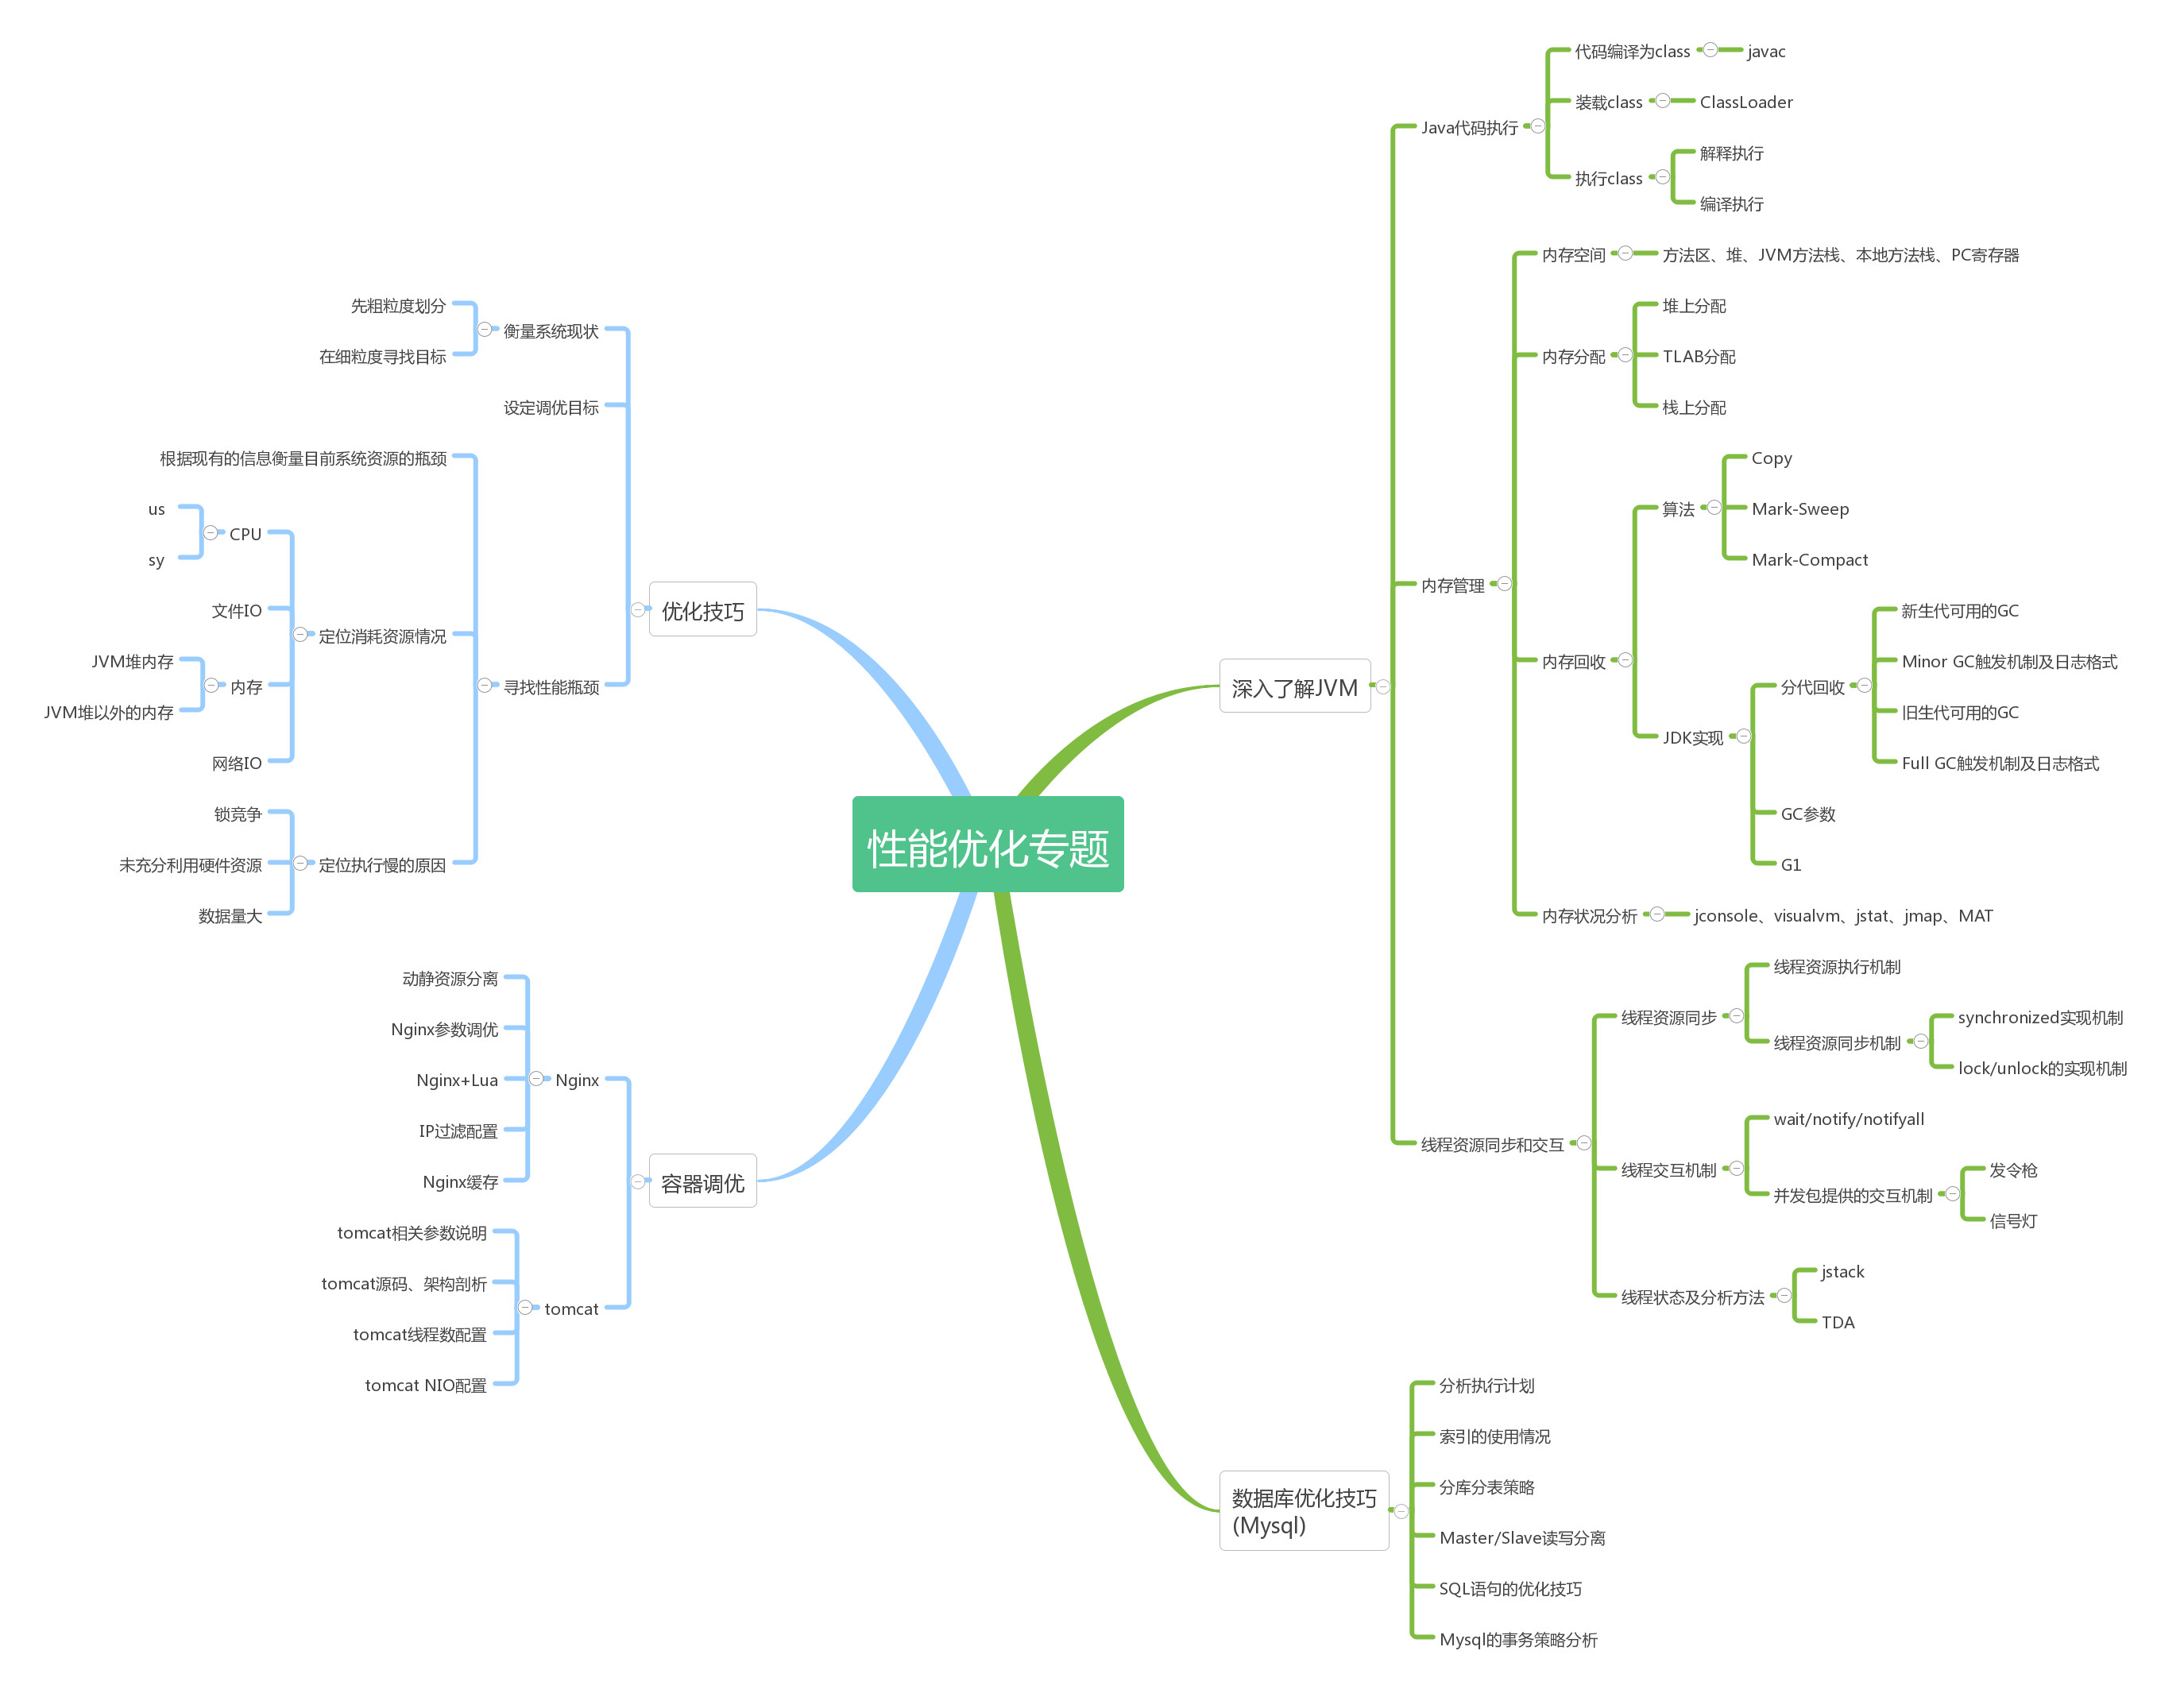 性能优化专题
深入了解JVM
Java代码执行
代码编译为class
javac
装载class
ClassLoader
执行class
解释执行
编译执行
内存管理
内存空间
方法区、堆、JVM方法栈、本地方法栈、PC寄存器
内存分配
堆上分配
TLAB分配
栈上分配
内存回收
算法
Copy
Mark-Sweep
Mark-Compact
JDK实现
分代回收
新生代可用的GC
Minor GC触发机制及日志格式
旧生代可用的GC
Full GC触发机制及日志格式
GC参数
G1
内存状况分析
jconsole、visualvm、jstat、jmap、MAT
线程资源同步和交互
线程资源同步
线程资源执行机制
线程资源同步机制
synchronized实现机制
lock/unlock的实现机制
线程交互机制
wait/notify/notifyall
并发包提供的交互机制
发令枪
信号灯
线程状态及分析方法
jstack
TDA
数据库优化技巧
(Mysql)
分析执行计划
索引的使用情况
分库分表策略
Master/Slave读写分离
SQL语句的优化技巧
Mysql的事务策略分析
优化技巧
衡量系统现状
先粗粒度划分
在细粒度寻找目标
设定调优目标
寻找性能瓶颈
根据现有的信息衡量目前系统资源的瓶颈
定位消耗资源情况
CPU
us
sy
文件IO
内存
JVM堆内存
JVM堆以外的内存
网络IO
定位执行慢的原因
锁竞争
未充分利用硬件资源
数据量大
容器调优
Nginx
动静资源分离
Nginx参数调优
Nginx+Lua
IP过滤配置
Nginx缓存
tomcat
tomcat相关参数说明
tomcat源码、架构剖析
tomcat线程数配置
tomcat NIO配置